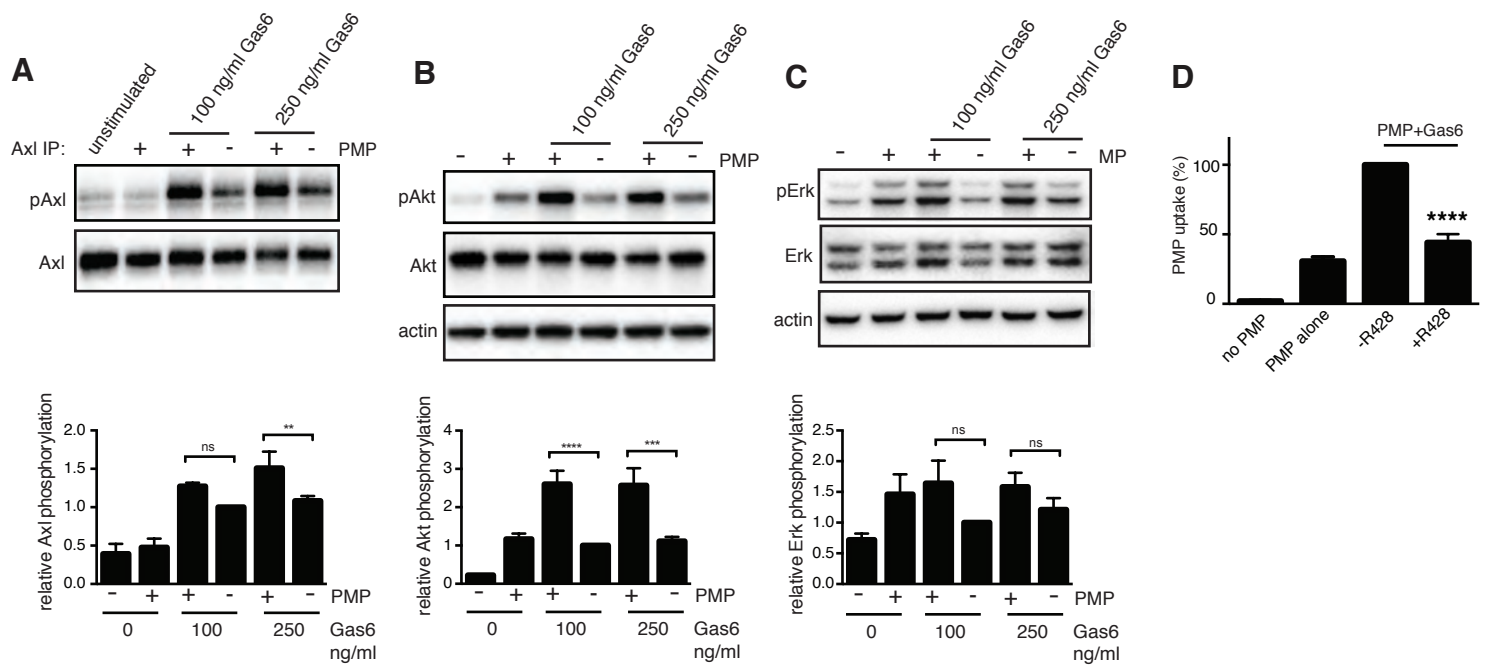 A
unstimulated
100 ng/ml Gas6
250 ng/ml Gas6
Axl IP: + + - + - PMP
pAxl
Axl
relative Axl phosphorylation
2.0
1.5
1.0
0.5
0.0
ns
**
- + + - + - PMP
0 100 250 Gas6
ng/ml
B
100 ng/ml Gas6
250 ng/ml Gas6
- + + - + - PMP
pAkt
Akt
actin
relative Akt phosphorylation
4
3
2
1
0
****
***
- + + - + - PMP
0 100 250 Gas6
ng/ml
C
100 ng/ml Gas6
250 ng/ml Gas6
- + + - + - MP
pErk
Erk
actin
relative Erk phosphorylation
2.5
2.0
1.5
1.0
0.5
0.0
ns
ns
- + + - + - PMP
0 100 250 Gas6
ng/ml
D
PMP+Gas6
PMP uptake (%)
100
50
0
****
no PMP
PMP alone
-R428
+R428